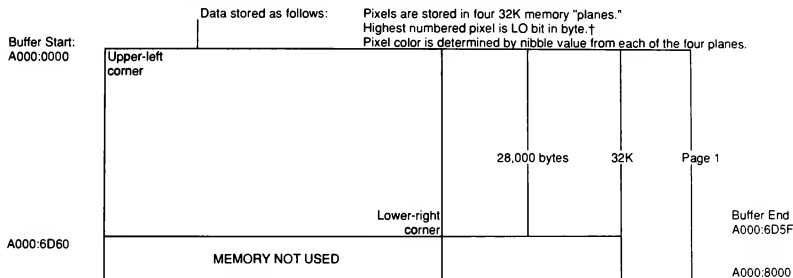 Data stored as follows: Pixels are stored in four 32K memory "planes."
Highest numbered pixel is LO bit in byte.†
Pixel color is determined by nibble value from each of the four planes.
Buffer Start:
A000:0000
Upper-left
corner
28,000 bytes 32K Page 1
Lower-right
corner
Buffer End
A000:6D5F
A000:6D60
MEMORY NOT USED
A000:8000